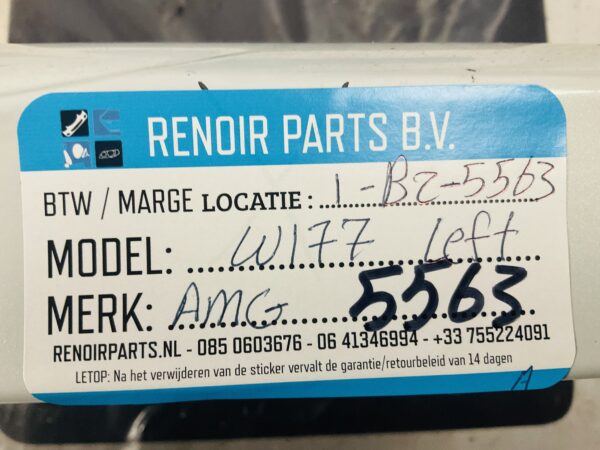 RENOIR PARTS B.V.
BTW / MARGE LOCATIE : 1-B2-5563
MODEL: W177 left
MERK: AMG 5563
RENOIRPARTS.NL - 085 0603676 - 06 41346994 - +33 755224091
LETOP: Na het verwijderen van de sticker vervalt de garantie/retourbeleid van 14 dagen
A